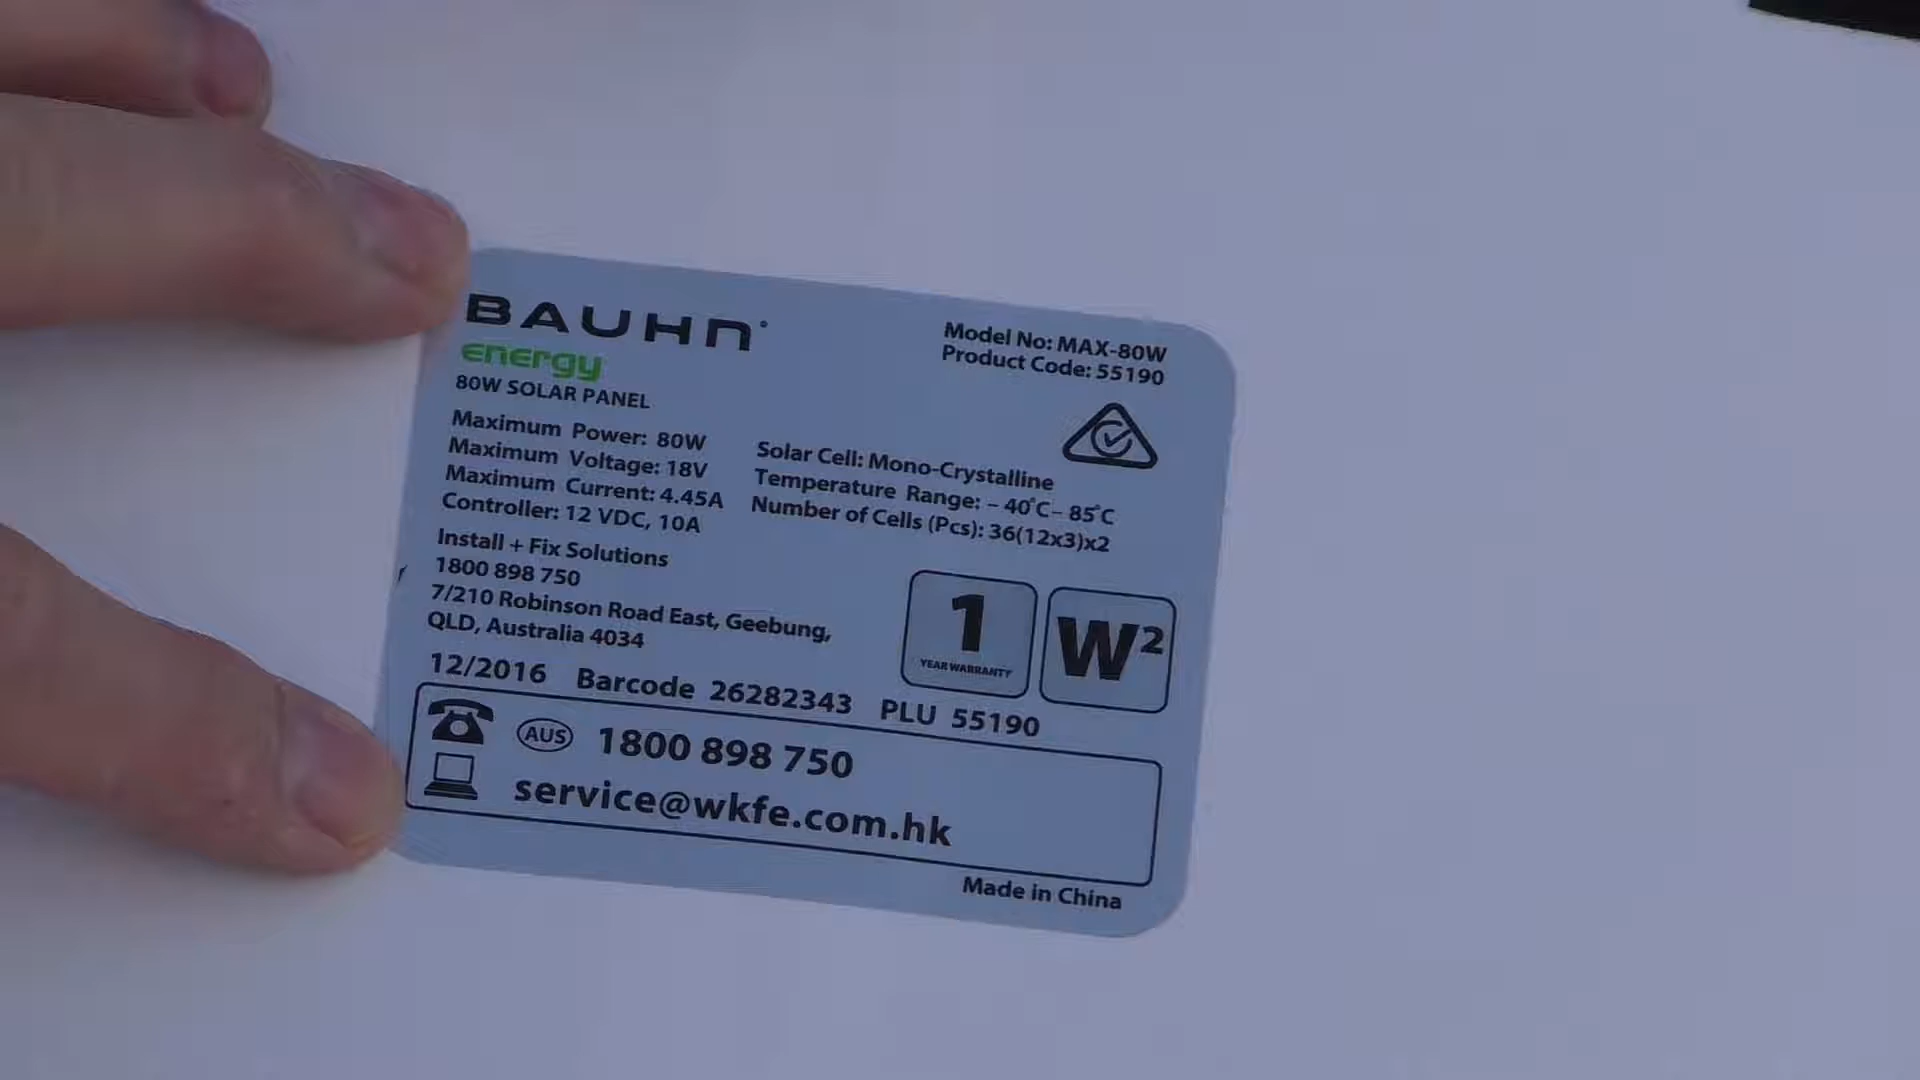 BAUHN
energy
80W SOLAR PANEL
Model No: MAX-80W
Product Code: 55190
Maximum Power: 80W
Maximum Voltage: 18V
Maximum Current: 4.45A
Controller: 12 VDC, 10A
Solar Cell: Mono-Crystalline
Temperature Range: – 40°C– 85°C
Number of Cells (Pcs): 36(12x3)x2
Install + Fix Solutions
1800 898 750
7/210 Robinson Road East, Geebung,
QLD, Australia 4034
1
YEAR WARRANTY
W²
12/2016 Barcode 26282343 PLU 55190
AUS 1800 898 750
service@wkfe.com.hk
Made in China